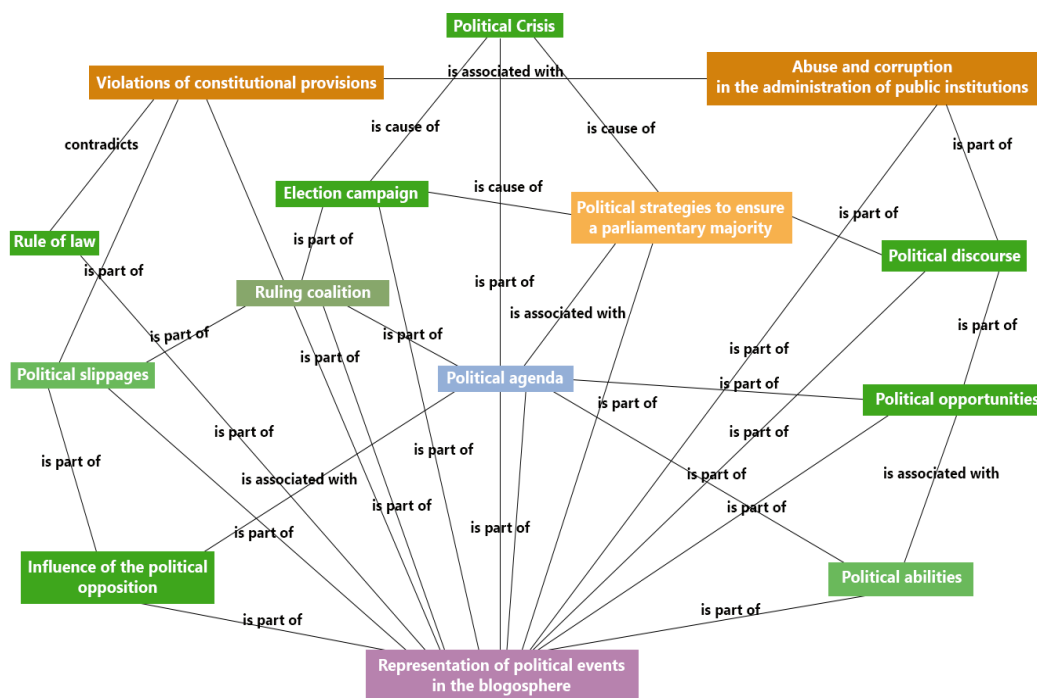 Political Crisis
Violations of constitutional provisions
is associated with
Abuse and corruption
in the administration of public institutions
is cause of
is cause of
contradicts
is part of
Election campaign
is cause of
Political strategies to ensure
a parliamentary majority
is part of
Rule of law
is part of
Political discourse
is part of
is part of
Ruling coalition
is associated with
is part of
is part of
is part of
is part of
is part of
Political slippages
Political agenda
is part of
Political opportunities
is part of
is part of
is part of
is part of
is part of
is associated with
is part of
is associated with
is part of
is part of
is part of
is part of
Influence of the political
opposition
Political abilities
is part of
is part of
Representation of political events
in the blogosphere